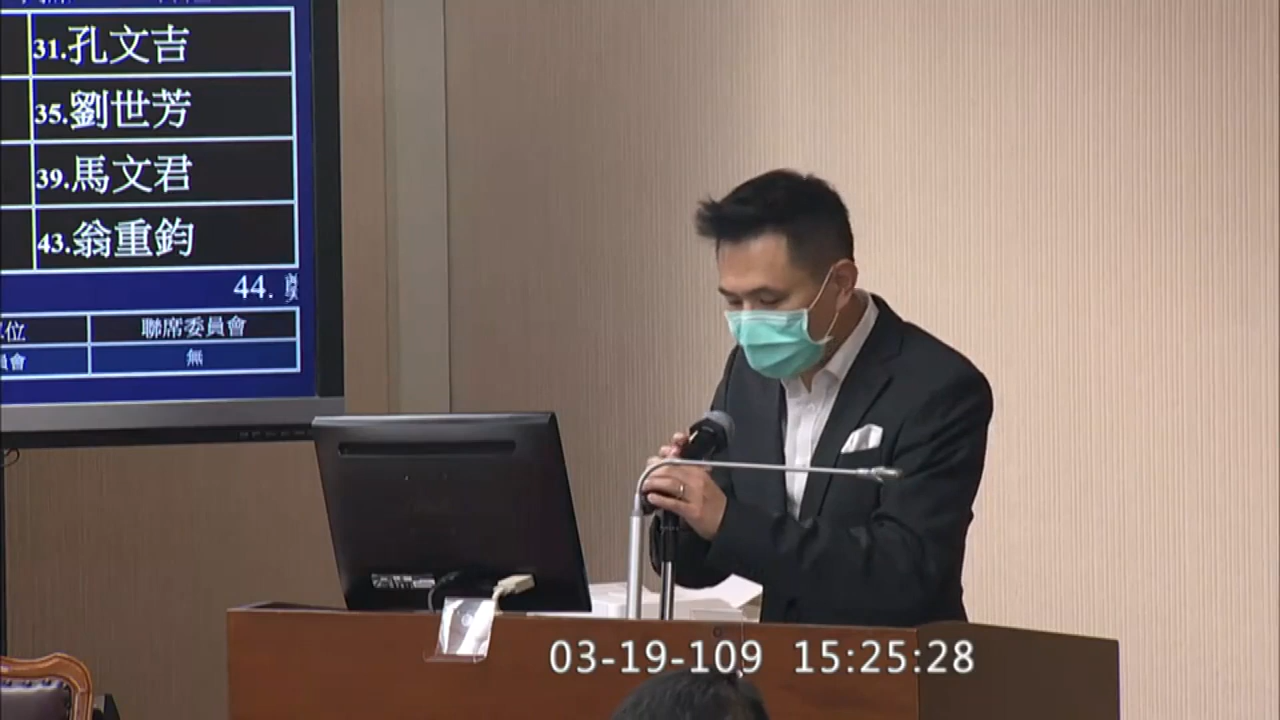 31.孔文吉
35.劉世芳
39.馬文君
43.翁重鈞
44.
位
聯席委員會
員會
無
03-19-109 15:25:28